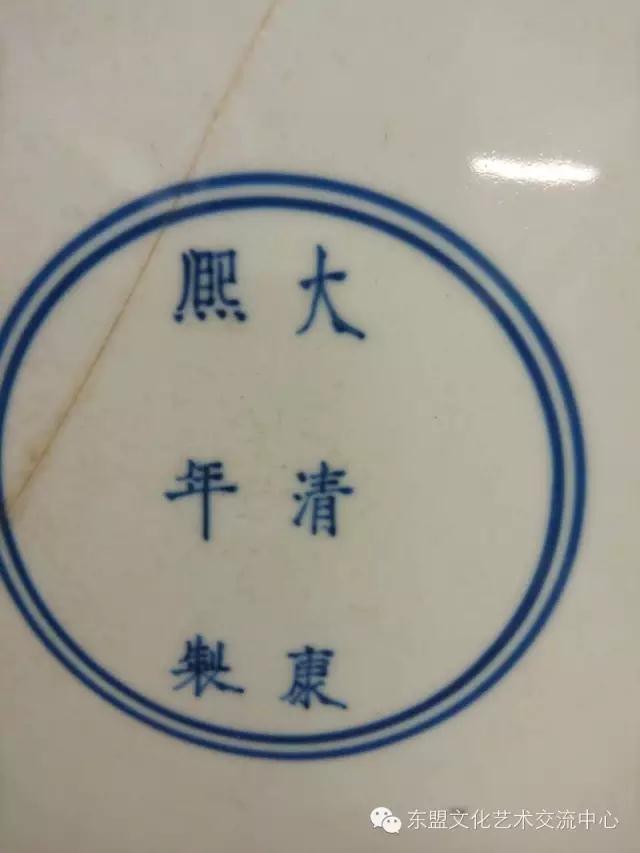 大清康
熙年製
东盟文化艺术交流中心